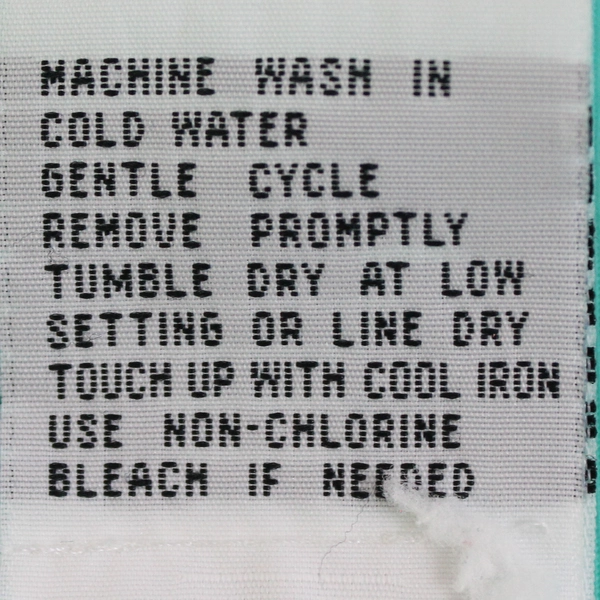 MACHINE WASH IN
COLD WATER
GENTLE CYCLE
REMOVE PROMPTLY
TUMBLE DRY AT LOW
SETTING OR LINE DRY
TOUCH UP WITH COOL IRON
USE NON-CHLORINE
BLEACH IF NEEDED